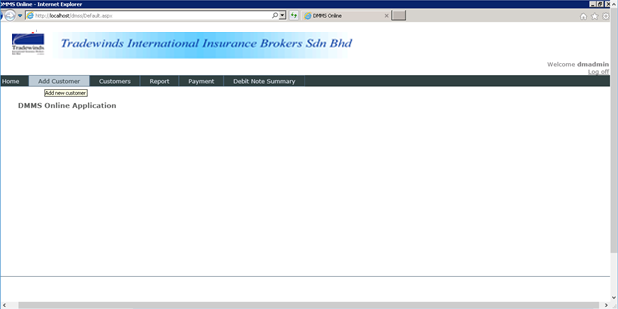 DMMS Online - Internet Explorer
http://localhost/dmis/Default.aspx
DMMS Online
Tradewinds
Tradewinds International Insurance Brokers Sdn Bhd
Welcome dmadmin
Log off
Home Add Customer Customers Report Payment Debit Note Summary
Add new customer
DMMS Online Application